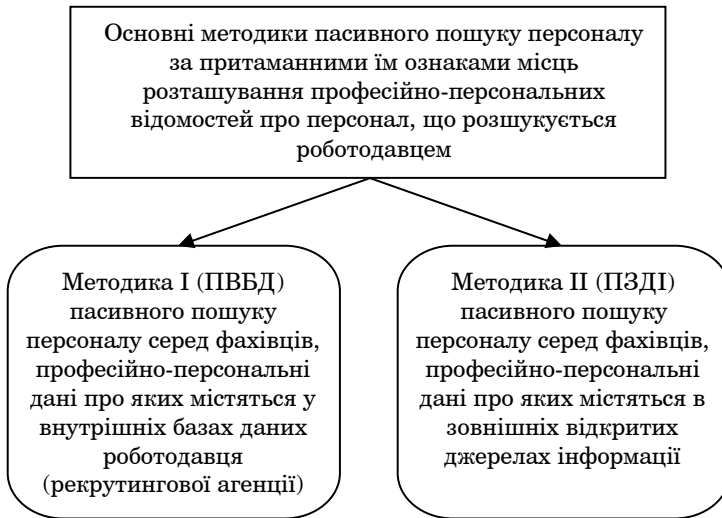 Основні методики пасивного пошуку персоналу
за притаманними їм ознаками місць
розташування професійно-персональних
відомостей про персонал, що розшукується
роботодавцем
Методика І (ПВБД)
пасивного пошуку
персоналу серед фахівців,
професійно-персональні
дані про яких містяться у
внутрішніх базах даних
роботодавця
(рекрутингової агенції)
Методика ІІ (ПЗДІ)
пасивного пошуку
персоналу серед фахівців,
професійно-персональні
дані про яких містяться в
зовнішніх відкритих
джерелах інформації